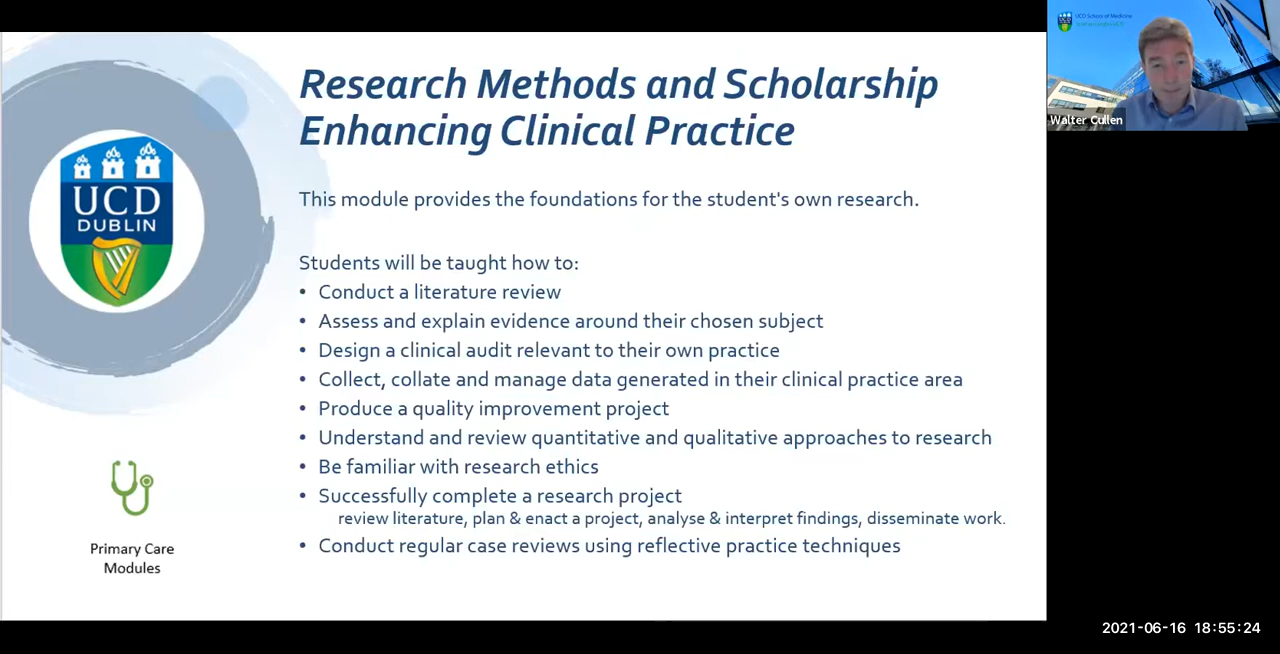 Research Methods and Scholarship
Enhancing Clinical Practice
This module provides the foundations for the student's own research.
Students will be taught how to:
• Conduct a literature review
• Assess and explain evidence around their chosen subject
• Design a clinical audit relevant to their own practice
• Collect, collate and manage data generated in their clinical practice area
• Produce a quality improvement project
• Understand and review quantitative and qualitative approaches to research
• Be familiar with research ethics
• Successfully complete a research project
review literature, plan & enact a project, analyse & interpret findings, disseminate work.
• Conduct regular case reviews using reflective practice techniques
UCD
DUBLIN
Primary Care
Modules
UCD School of Medicine
Walter Cullen
2021-06-16 18:55:24